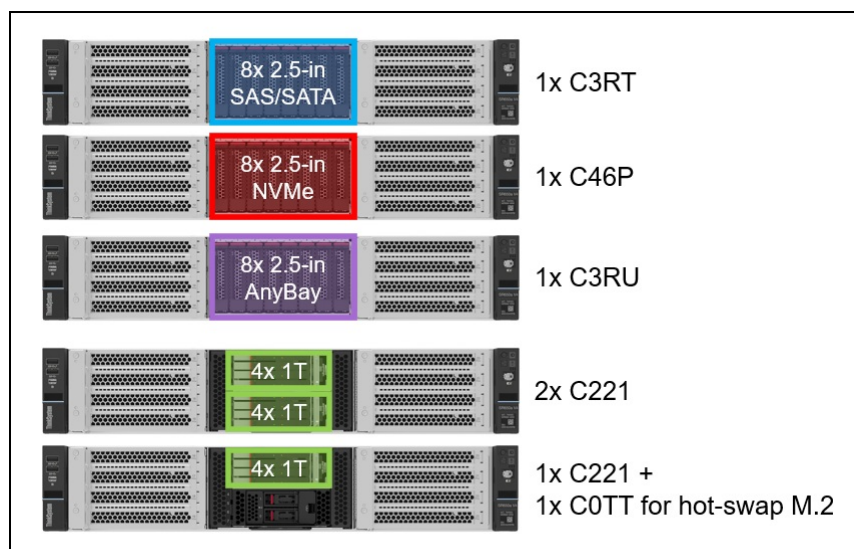 8x 2.5-in
SAS/SATA
1x C3RT
8x 2.5-in
NVMe
1x C46P
8x 2.5-in
AnyBay
1x C3RU
4x 1T
4x 1T
2x C221
4x 1T
1x C221 +
1x C0TT for hot-swap M.2